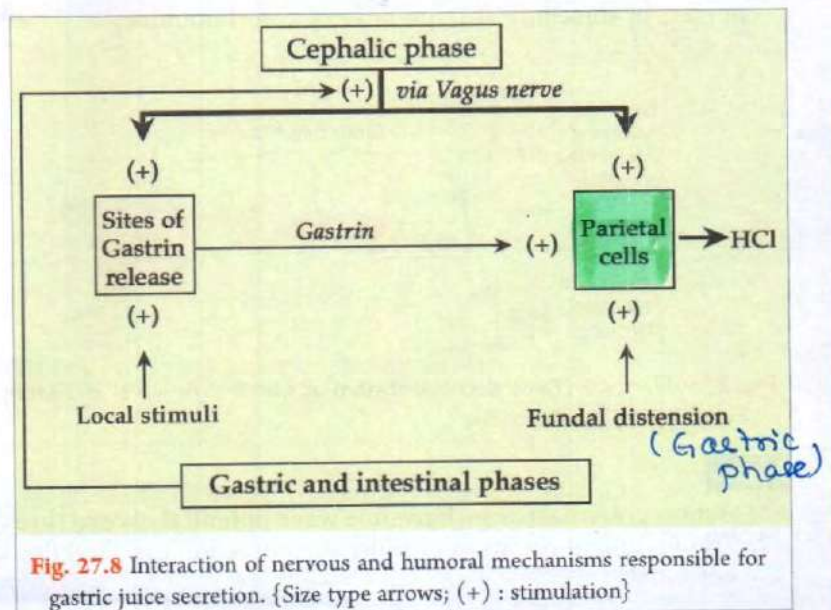 Cephalic phase
(+) via Vagus nerve
(+)
(+)
Sites of
Gastrin
release
Gastrin
(+)
Parietal
cells
HCl
(+)
(+)
Local stimuli
Fundal distension
(Gastric
phase)
Gastric and intestinal phases
Fig. 27.8 Interaction of nervous and humoral mechanisms responsible for
gastric juice secretion. {Size type arrows; (+) : stimulation}